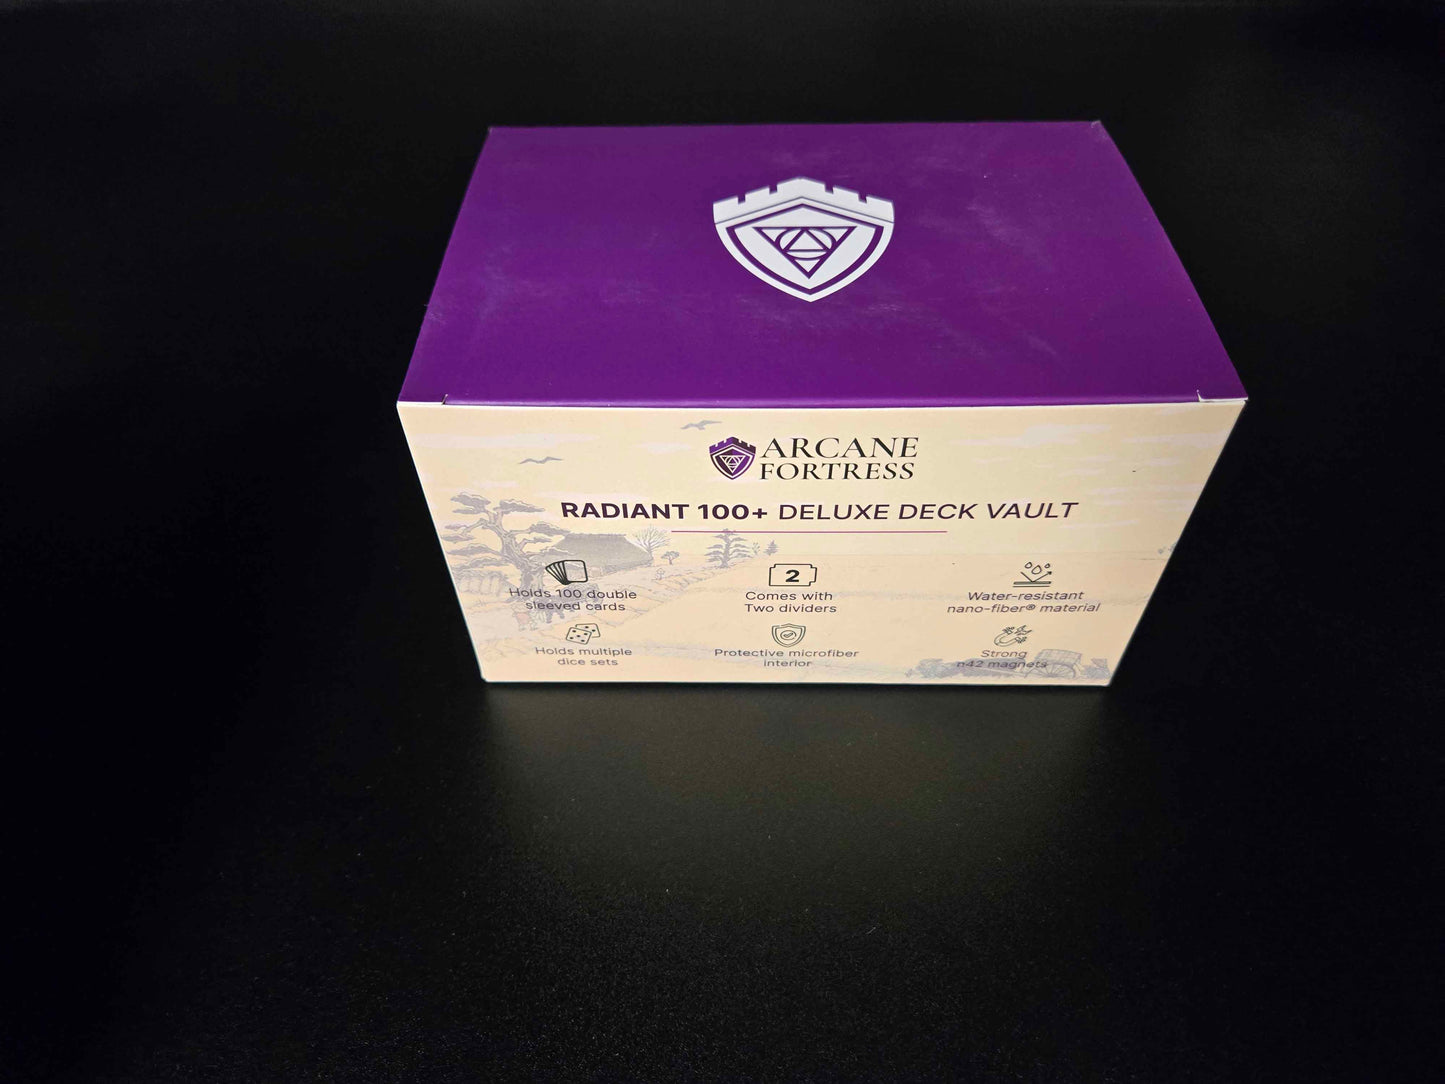 ARCANE
FORTRESS
RADIANT 100+ DELUXE DECK VAULT
Holds 100 double
sleeved cards
2
Comes with
Two dividers
Water-resistant
nano-fiber® material
Holds multiple
dice sets
Protective microfiber
interior
Strong
n42 magnets